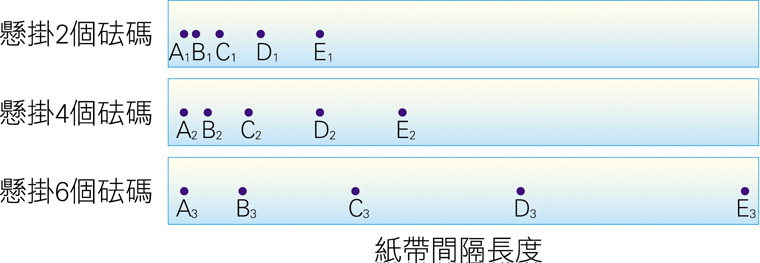 懸掛2個砝碼
A₁ B₁ C₁ D₁ E₁
懸掛4個砝碼
A₂ B₂ C₂ D₂ E₂
懸掛6個砝碼
A₃ B₃ C₃ D₃ E₃
紙帶間隔長度